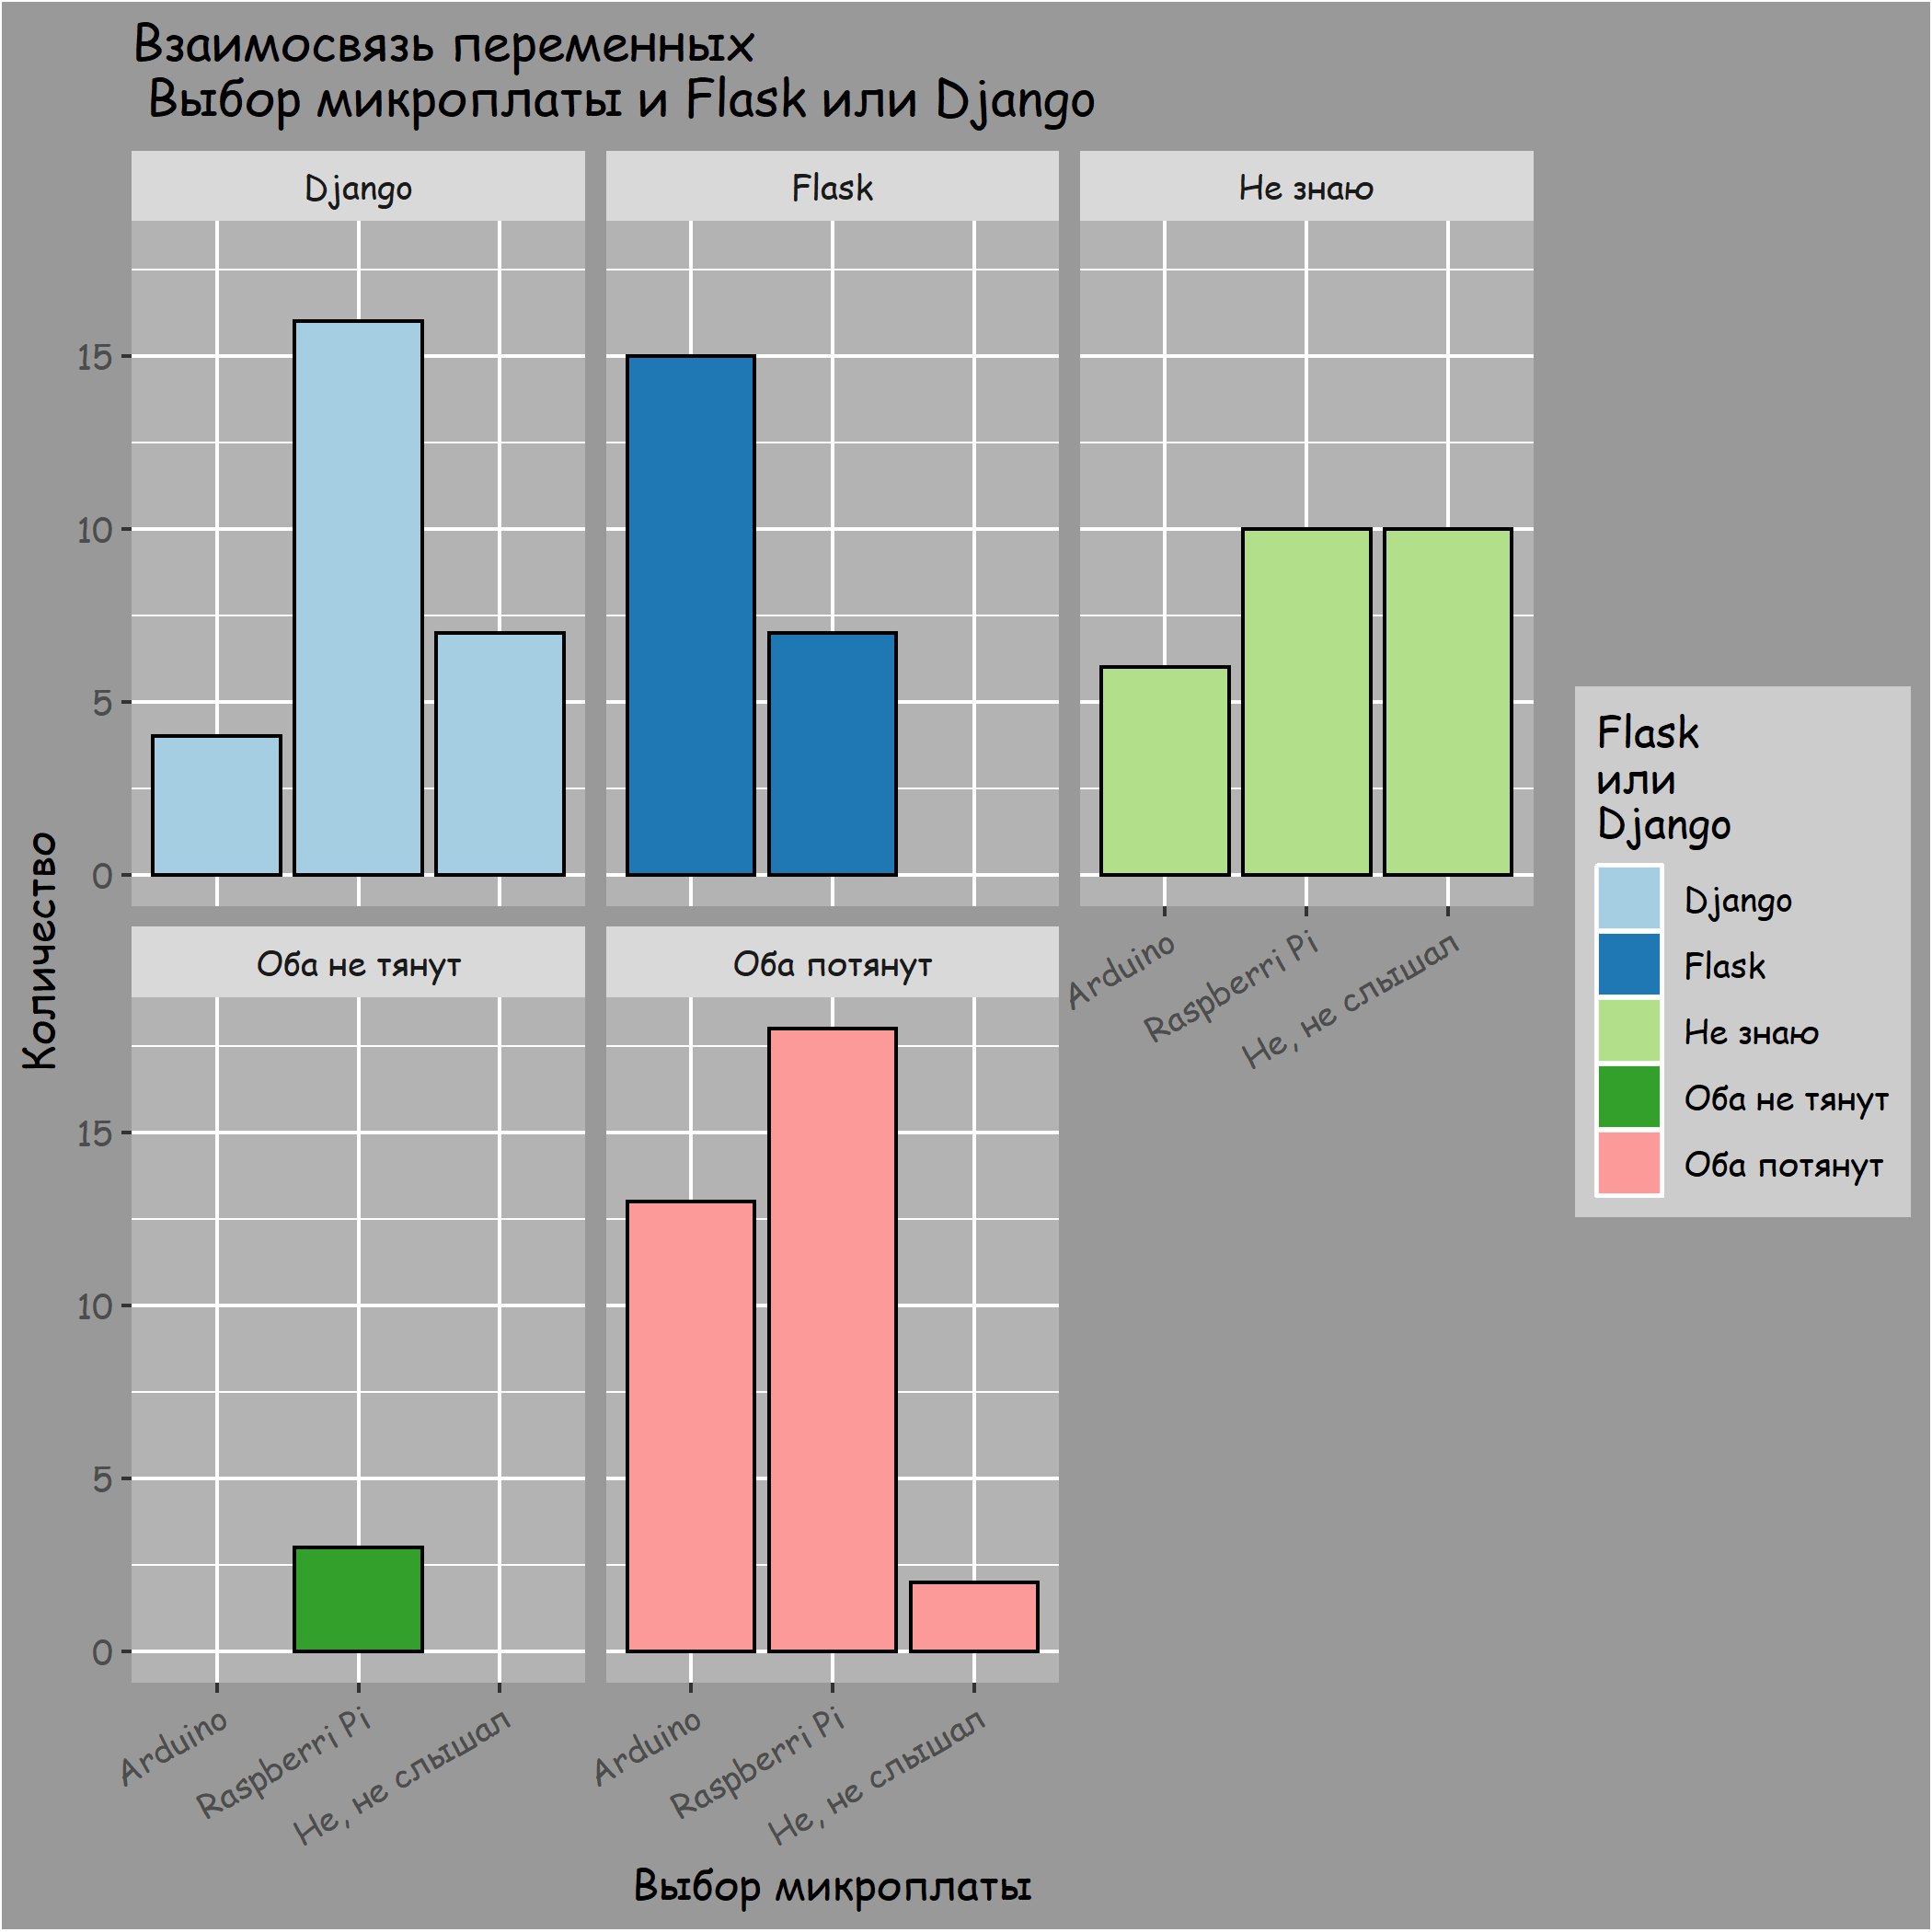 Взаимосвязь переменных
Выбор микроплаты и Flask или Django
Django
Flask
Не знаю
15
10
5
0
Количество
Arduino
Raspberri Pi
Не, не слышал
Оба не тянут
Оба потянут
15
10
5
0
Arduino
Raspberri Pi
Не, не слышал
Arduino
Raspberri Pi
Не, не слышал
Выбор микроплаты
Flask
или
Django
Django
Flask
Не знаю
Оба не тянут
Оба потянут